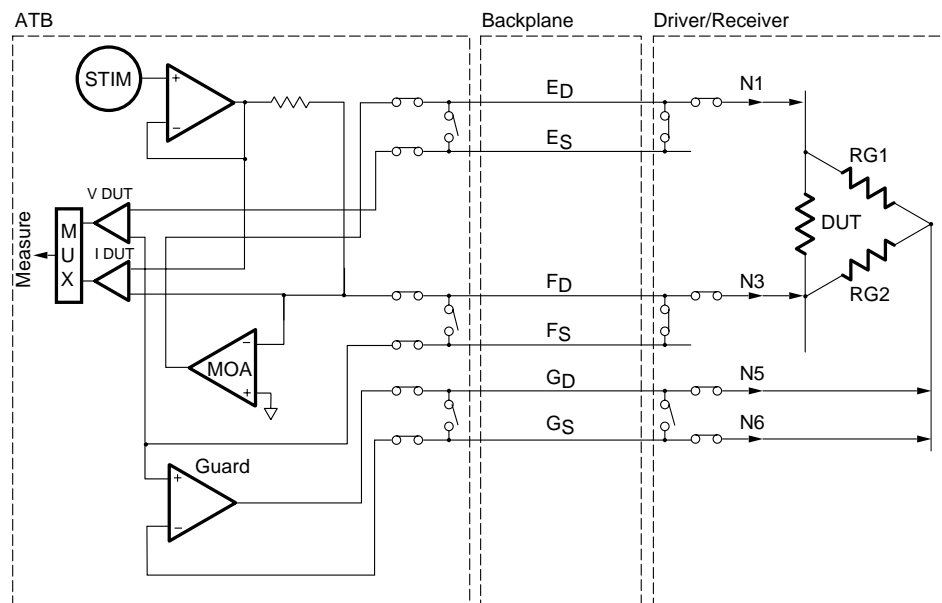 ATB
Backplane
Driver/Receiver
STIM
+
−
V DUT
I DUT
MUX
Measure
MOA
−
+
Guard
+
−
ED
ES
FD
FS
GD
GS
N1
N3
N5
N6
RG1
DUT
RG2